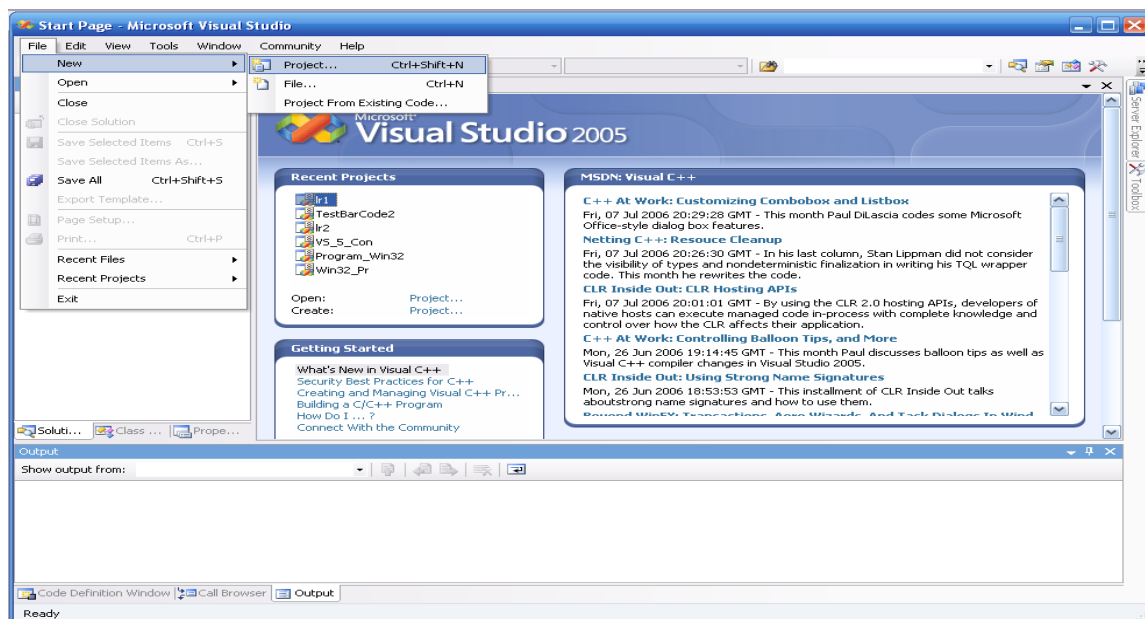 Start Page - Microsoft Visual Studio
File Edit View Tools Window Community Help
New
Open
Close
Close Solution
Save Selected Items Ctrl+S
Save Selected Items As...
Save All Ctrl+Shift+S
Export Template...
Page Setup...
Print... Ctrl+P
Recent Files
Recent Projects
Exit
Project... Ctrl+Shift+N
File... Ctrl+N
Project From Existing Code...
Microsoft
Visual Studio 2005
Recent Projects
lr1
TestBarCode2
lr2
VS_5_Con
Program_Win32
Win32_Pr
Open: Project...
Create: Project...
Getting Started
What's New in Visual C++
Security Best Practices for C++
Creating and Managing Visual C++ Pr...
Building a C/C++ Program
How Do I ... ?
Connect With the Community
MSDN: Visual C++
C++ At Work: Customizing Combobox and Listbox
Fri, 07 Jul 2006 20:29:28 GMT - This month Paul DiLascia codes some Microsoft
Office-style dialog box features.
Netting C++: Resouce Cleanup
Fri, 07 Jul 2006 20:26:30 GMT - In his last column, Stan Lippman did not consider
the visibility of types and nondeterministic finalization in writing his TQL wrapper
code. This month he rewrites the code.
CLR Inside Out: CLR Hosting APIs
Fri, 07 Jul 2006 20:01:01 GMT - By using the CLR 2.0 hosting APIs, developers of
native hosts can execute managed code in-process with complete knowledge and
control over how the CLR affects their application.
C++ At Work: Controlling Balloon Tips, and More
Mon, 26 Jun 2006 19:14:45 GMT - This month Paul discusses balloon tips as well as
Visual C++ compiler changes in Visual Studio 2005.
CLR Inside Out: Using Strong Name Signatures
Mon, 26 Jun 2006 18:53:53 GMT - This installment of CLR Inside Out talks
aboutstrong name signatures and how to use them.
Beyond WinFX: Transactions, Aero Wizards, And Task Dialogs In Wind
Server Explorer
Toolbox
Soluti... Class ... Prope...
Output
Show output from:
Code Definition Window Call Browser Output
Ready